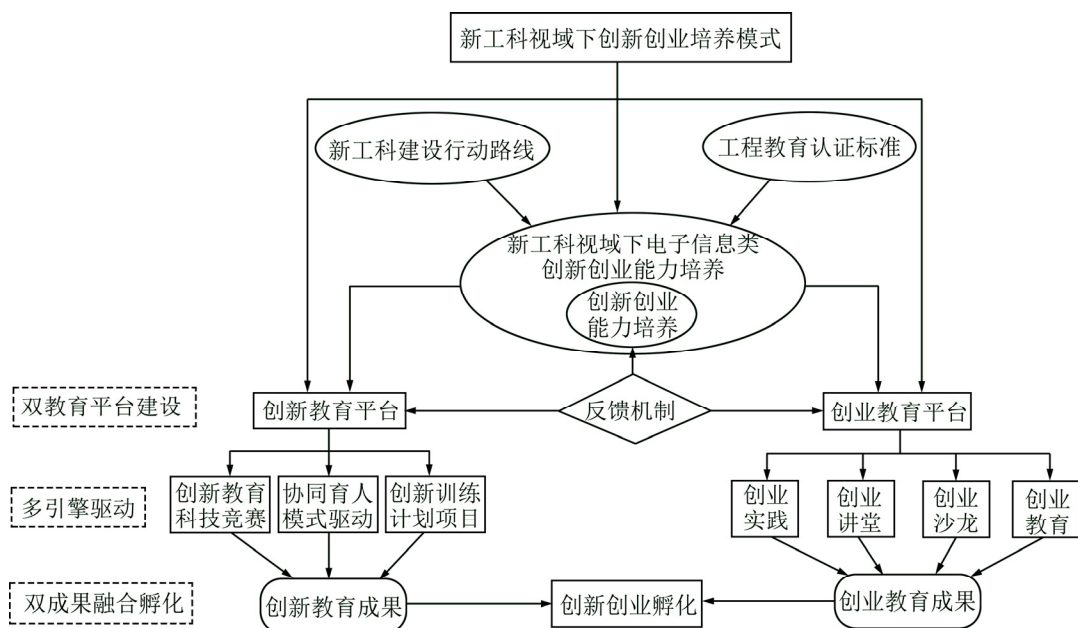 新工科视域下创新创业培养模式
新工科建设行动路线
工程教育认证标准
新工科视域下电子信息类
创新创业能力培养
创新创业
能力培养
双教育平台建设
创新教育平台
反馈机制
创业教育平台
多引擎驱动
创新教育
科技竞赛
协同育人
模式驱动
创新训练
计划项目
创业
实践
创业
讲堂
创业
沙龙
创业
教育
双成果融合孵化
创新教育成果
创新创业孵化
创业教育成果